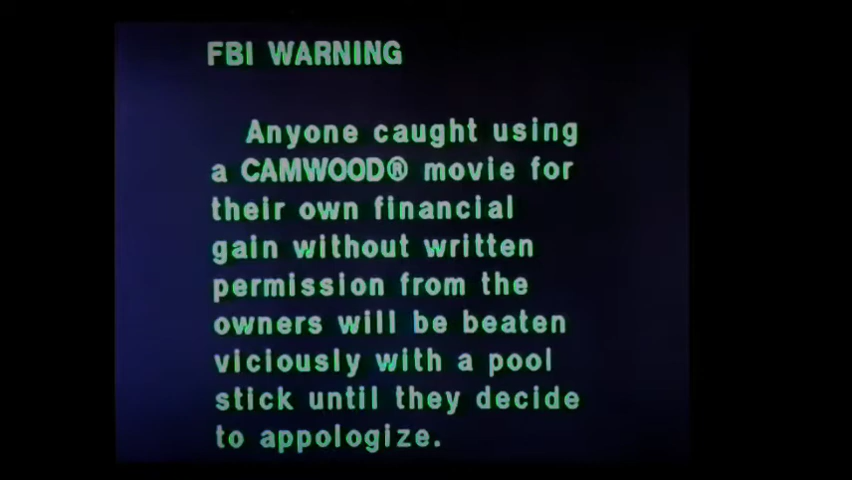 FBI WARNING
Anyone caught using
a CAMWOOD® movie for
their own financial
gain without written
permission from the
owners will be beaten
viciously with a pool
stick until they decide
to appologize.